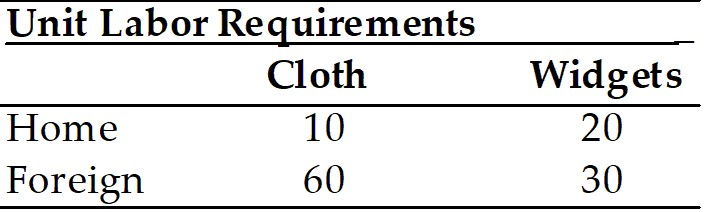 Unit Labor Requirements
Cloth Widgets
Home 10 20
Foreign 60 30